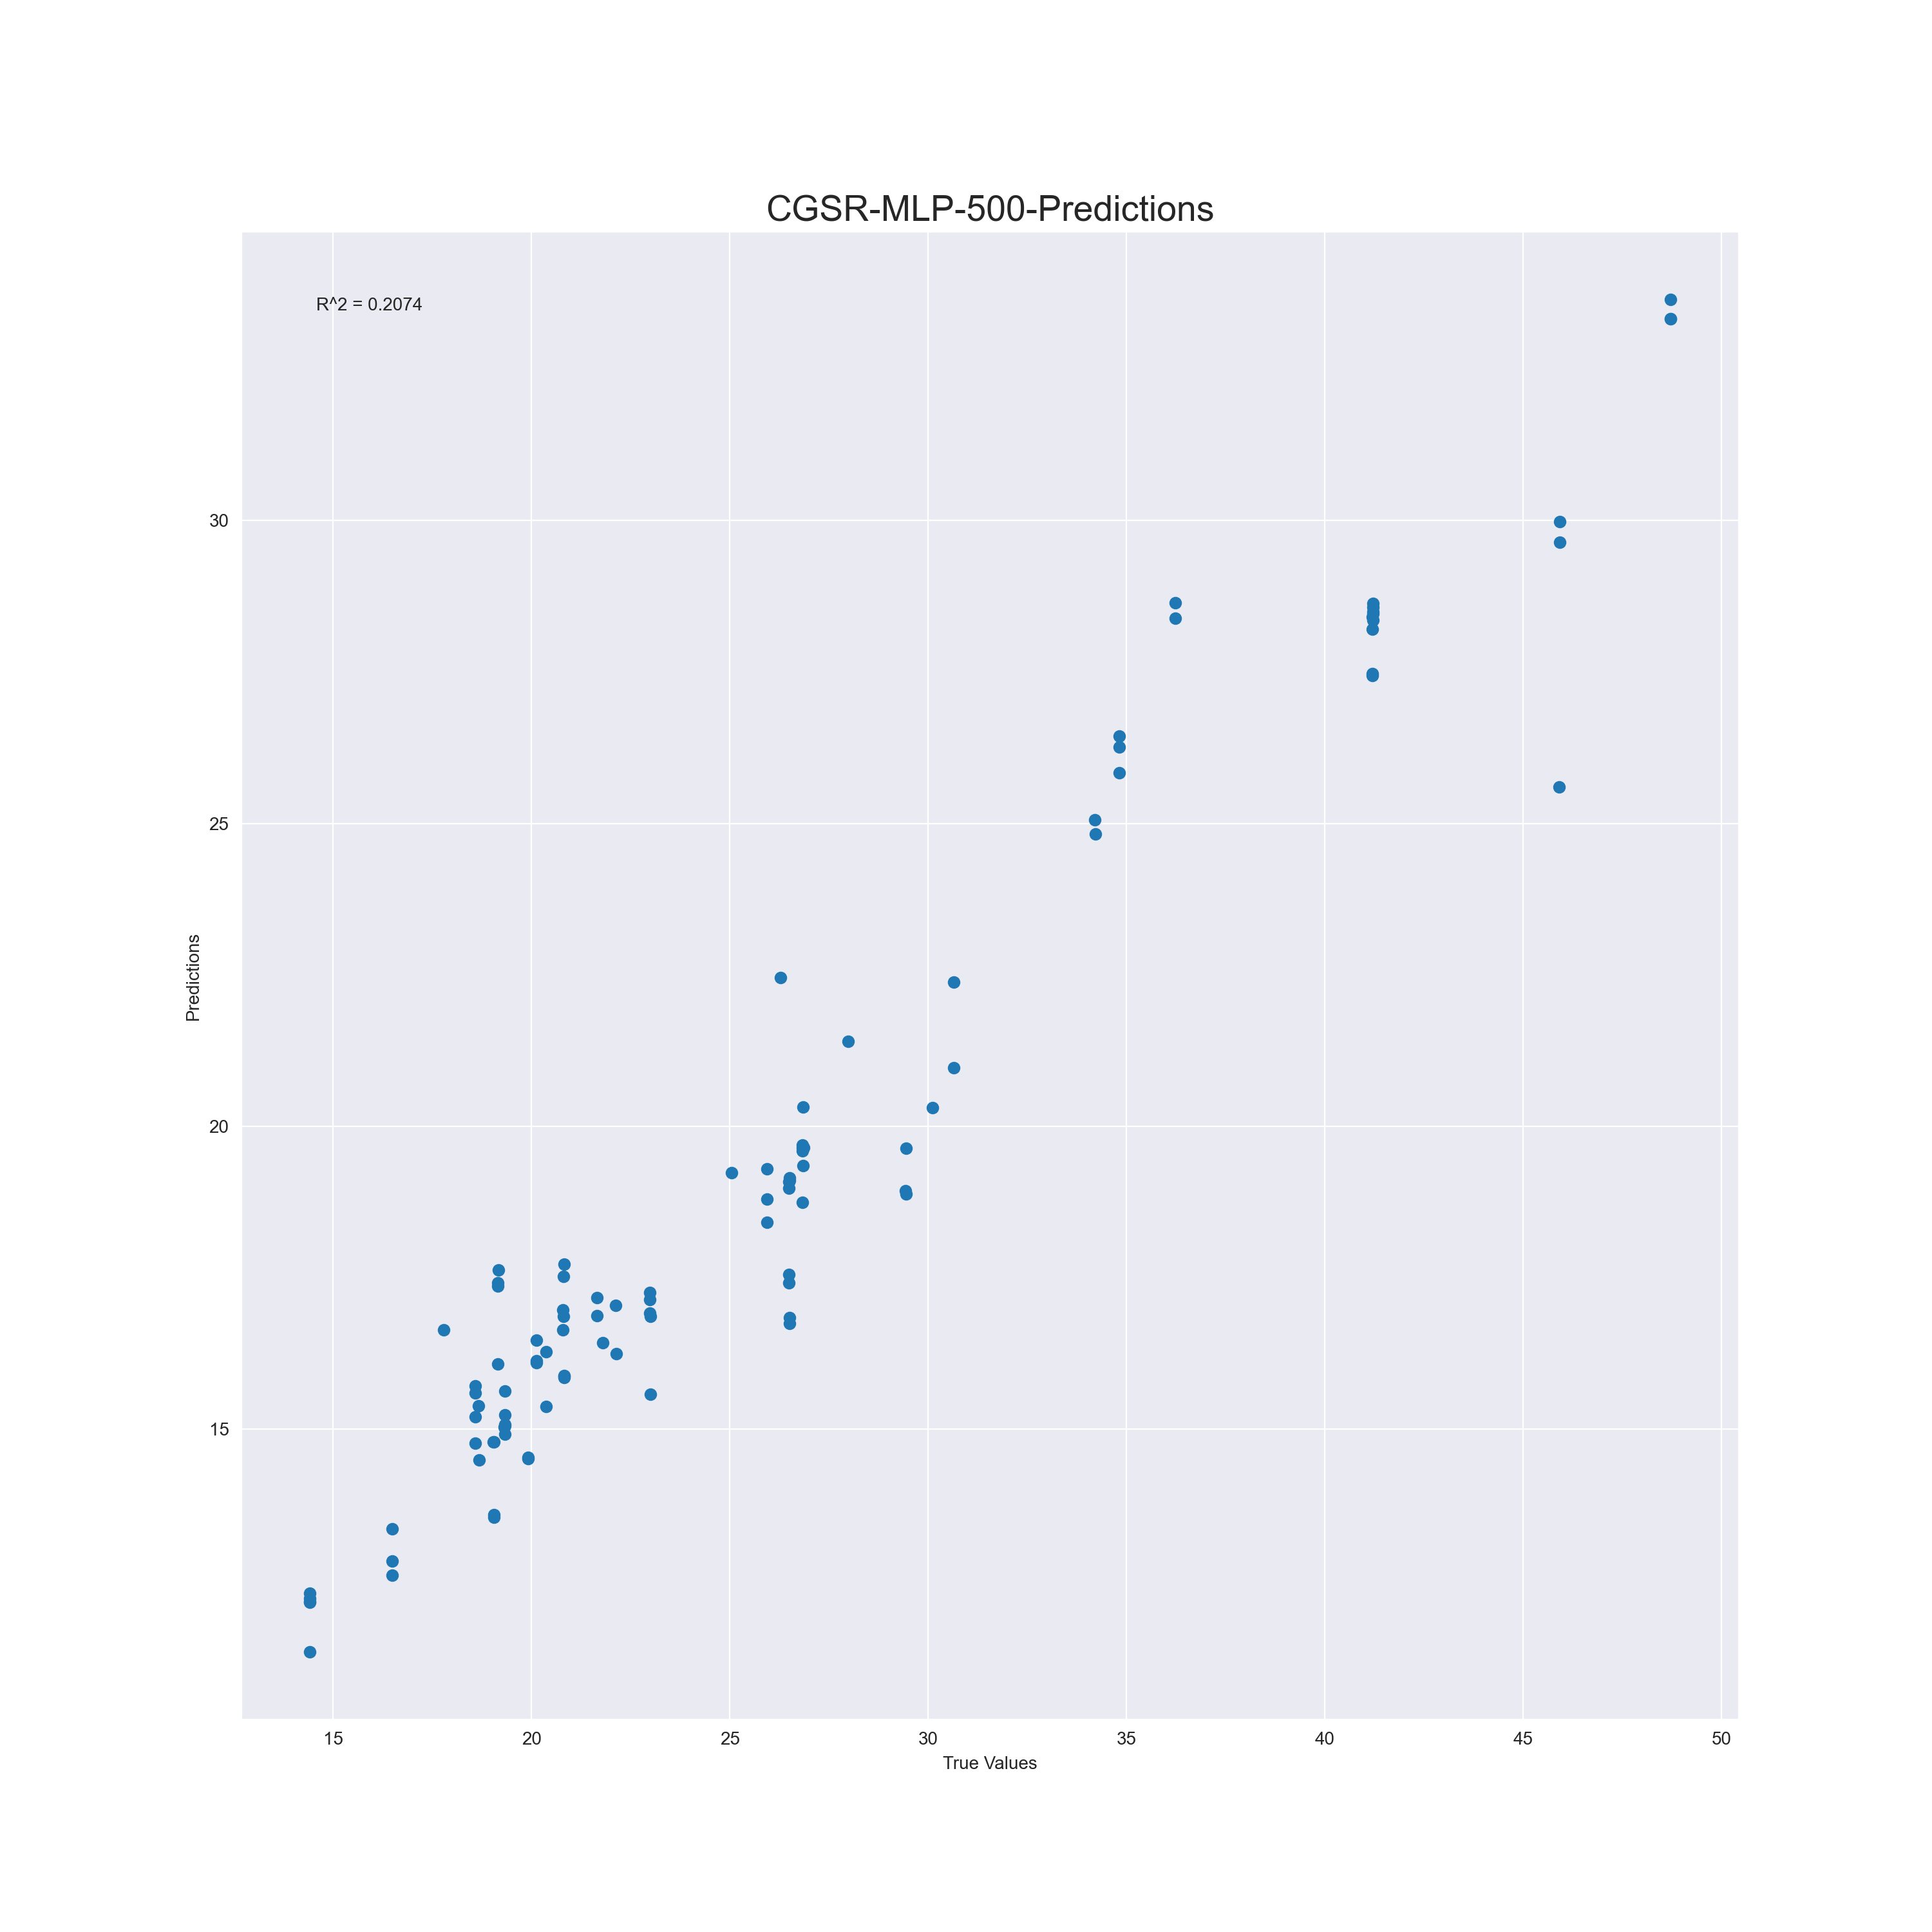 CGSR-MLP-500-Predictions
R^2 = 0.2074
30
25
20
15
Predictions
15 20 25 30 35 40 45 50
True Values